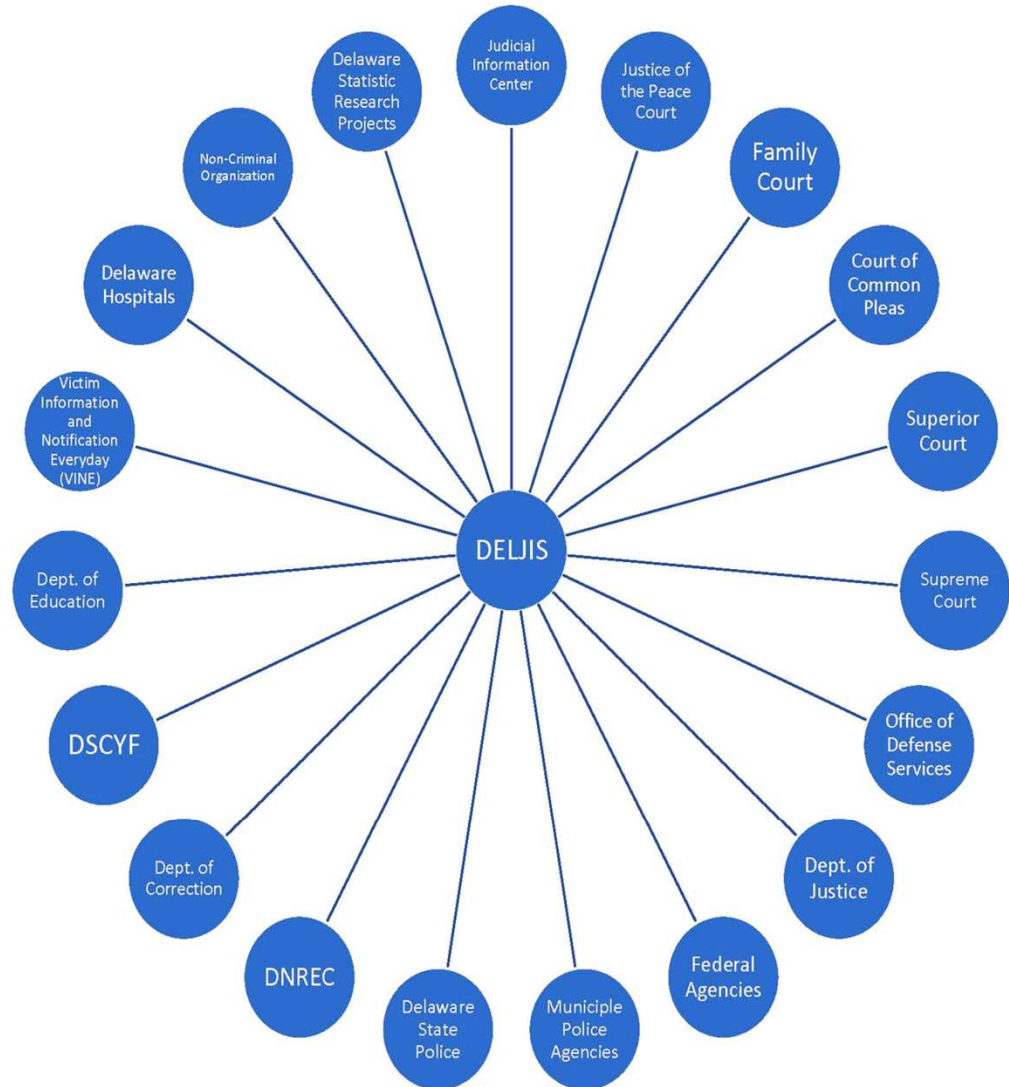 Judicial
Information
Center
Justice of
the Peace
Court
Family
Court
Court of
Common
Pleas
Superior
Court
Supreme
Court
Office of
Defense
Services
Dept. of
Justice
Federal
Agencies
Municiple
Police
Agencies
Delaware
State
Police
DNREC
Dept. of
Correction
DSCYF
Dept. of
Education
Victim
Information
and
Notification
Everyday
(VINE)
Delaware
Hospitals
Non-Criminal
Organization
Delaware
Statistic
Research
Projects
DELJIS